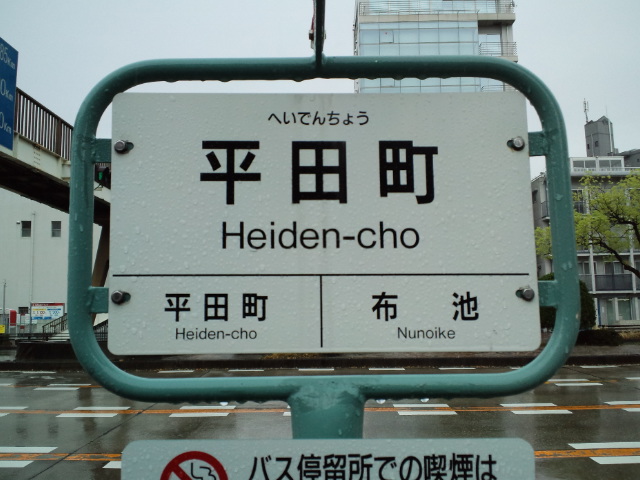 へいでんちょう
平田町
Heiden-cho
平田町 布池
Heiden-cho Nunoike
バス停留所での喫煙は